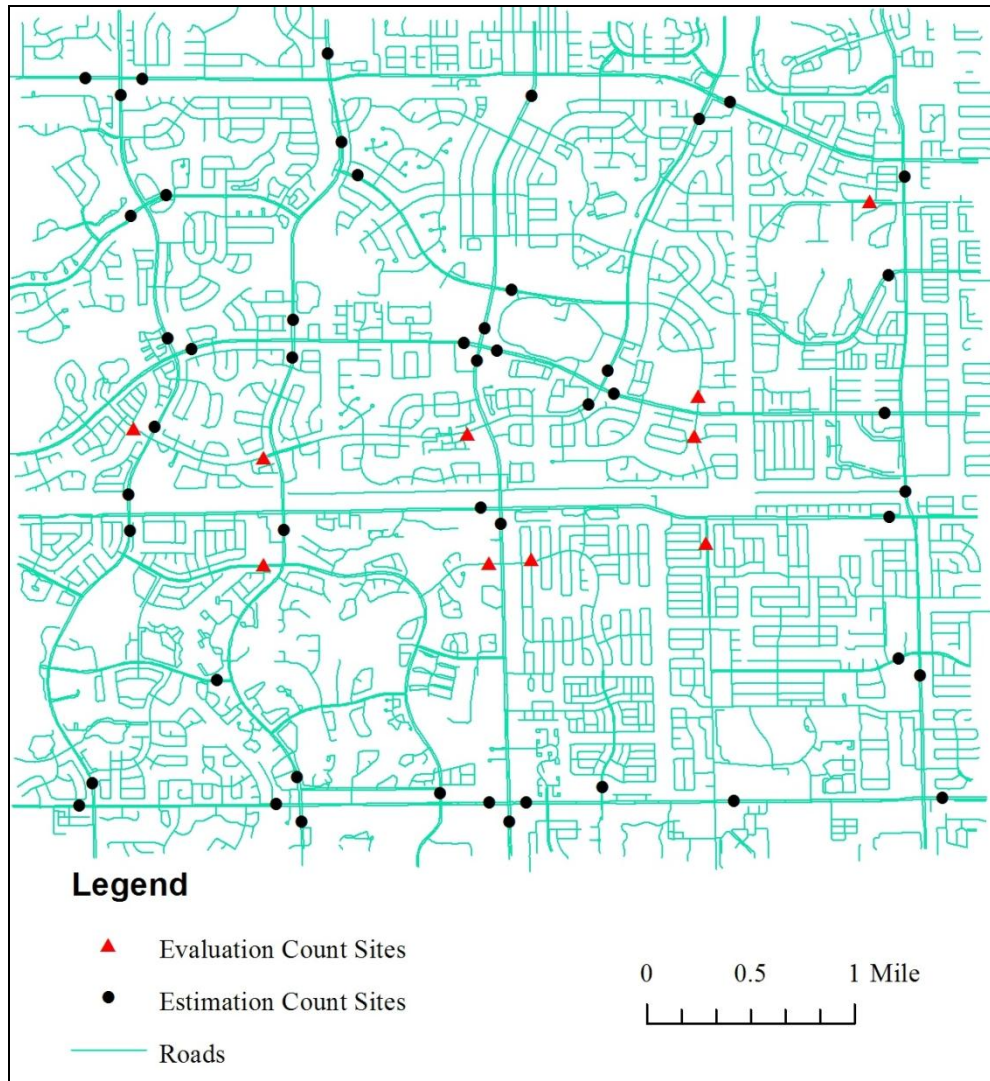 Legend
Evaluation Count Sites
Estimation Count Sites
Roads
0 0.5 1 Mile